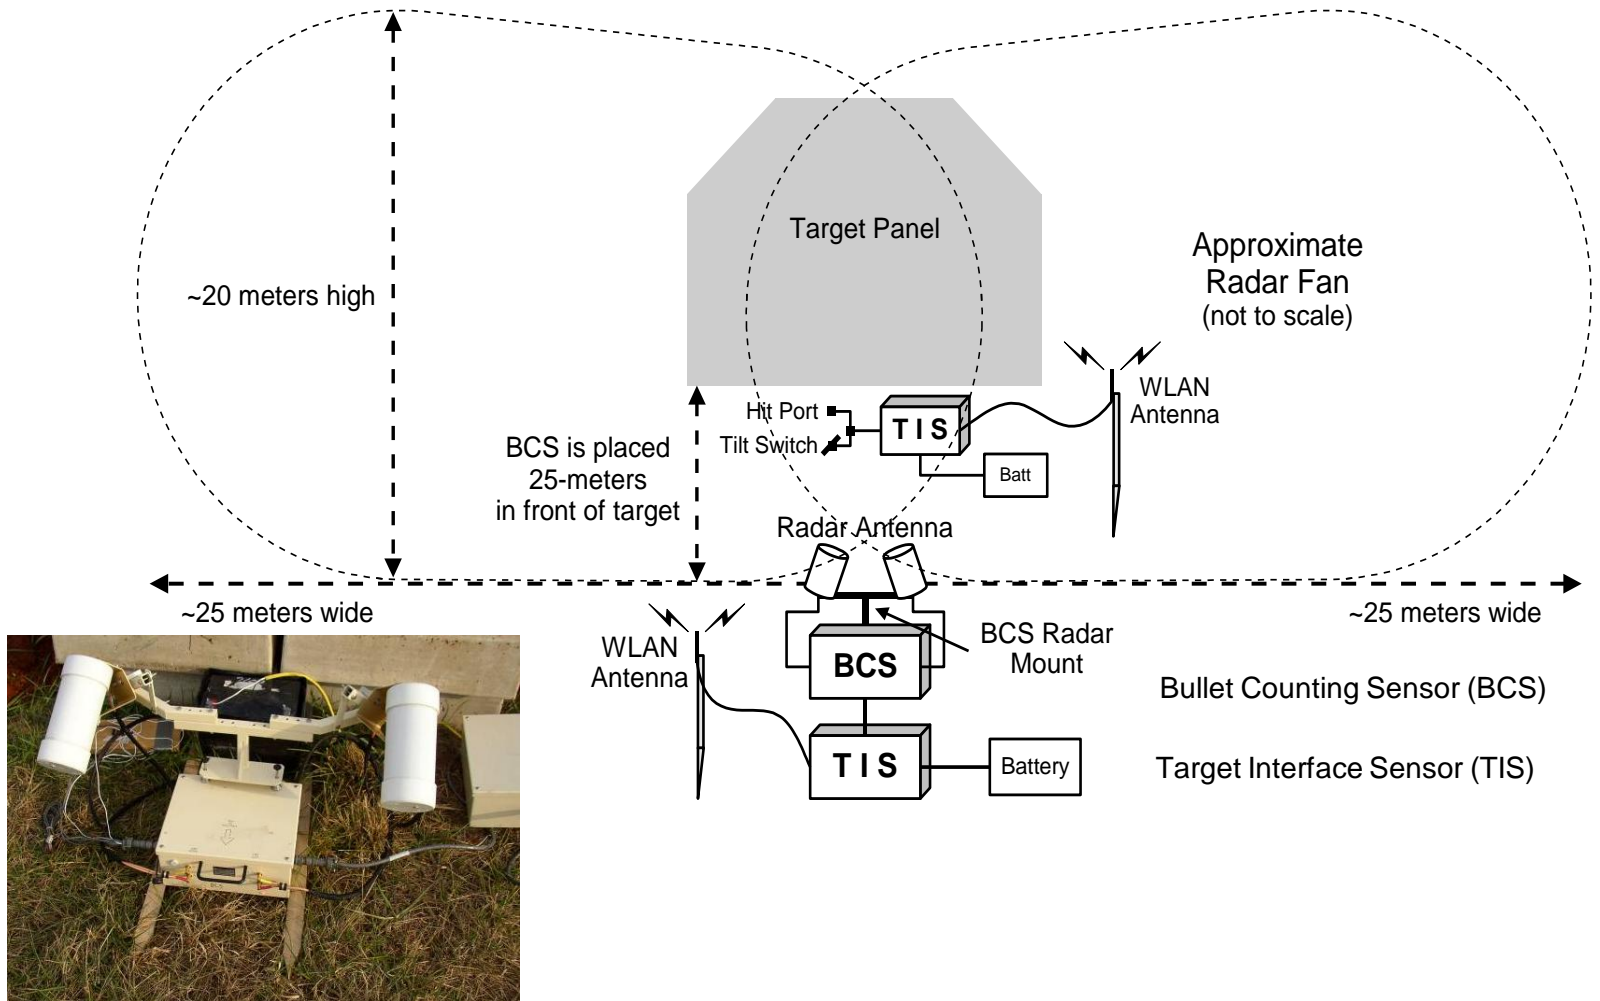 Target Panel
Approximate
Radar Fan
(not to scale)
~20 meters high
WLAN
Antenna
Hit Port
Tilt Switch
T I S
Batt
BCS is placed
25-meters
in front of target
Radar Antenna
~25 meters wide
~25 meters wide
WLAN
Antenna
BCS Radar
Mount
BCS
Bullet Counting Sensor (BCS)
T I S
Battery
Target Interface Sensor (TIS)